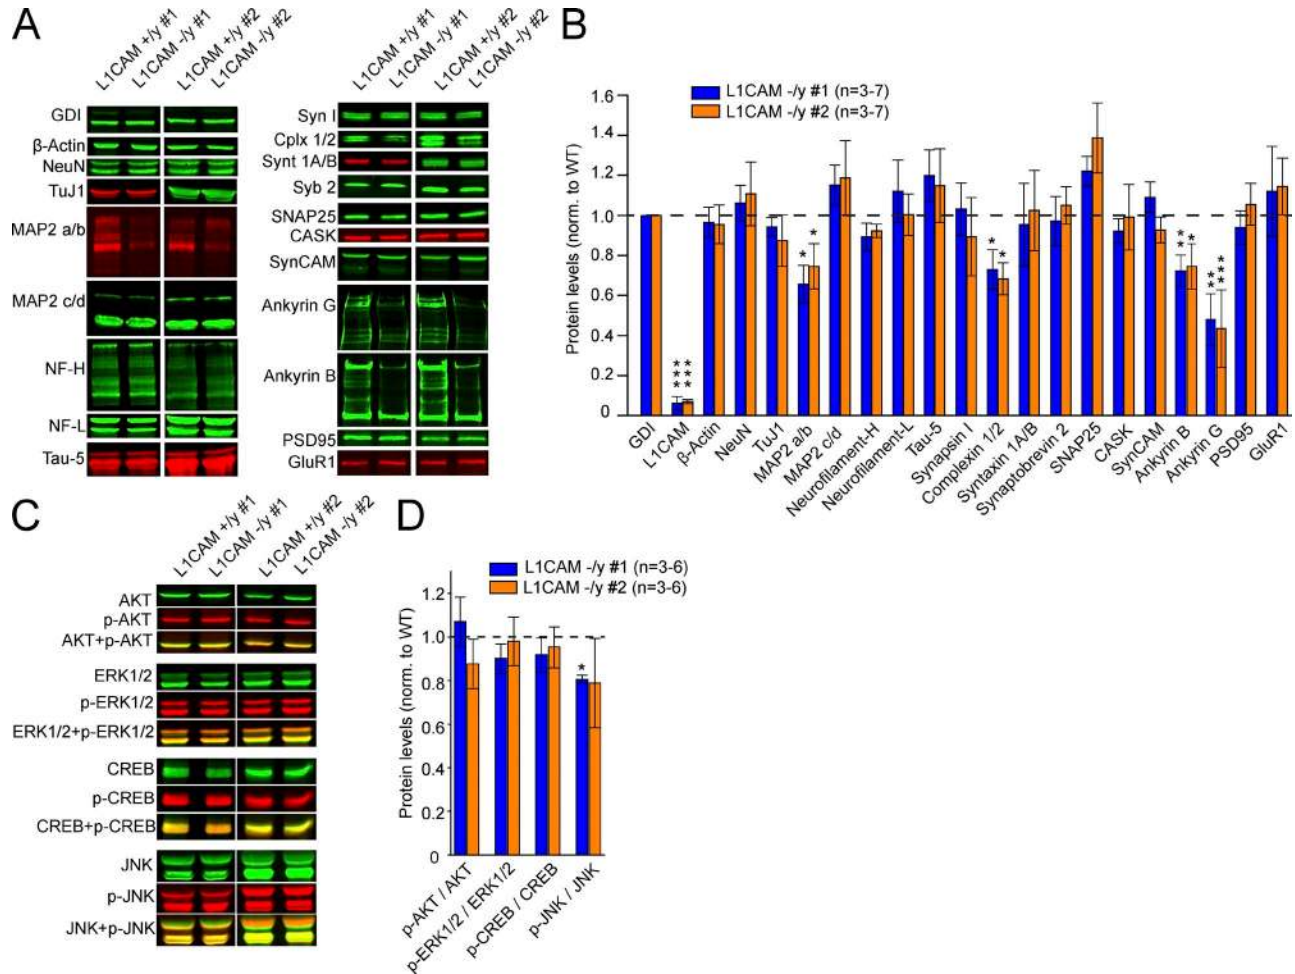 A
L1CAM +/y #1
L1CAM -/y #1
L1CAM +/y #2
L1CAM -/y #2
GDI
β-Actin
NeuN
TuJ1
MAP2 a/b
MAP2 c/d
NF-H
NF-L
Tau-5
L1CAM +/y #1
L1CAM -/y #1
L1CAM +/y #2
L1CAM -/y #2
Syn I
Cplx 1/2
Synt 1A/B
Syb 2
SNAP25
CASK
SynCAM
Ankyrin G
Ankyrin B
PSD95
GluR1
B
L1CAM -/y #1 (n=3-7)
L1CAM -/y #2 (n=3-7)
Protein levels (norm. to WT)
1.6
1.4
1.2
1.0
0.8
0.6
0.4
0.2
0
***
***
*
*
*
*
**
*
**
***
GDI
L1CAM
β-Actin
NeuN
TuJ1
MAP2 a/b
MAP2 c/d
Neurofilament-H
Neurofilament-L
Tau-5
Synapsin I
Complexin 1/2
Syntaxin 1A/B
Synaptobrevin 2
SNAP25
CASK
SynCAM
Ankyrin B
Ankyrin G
PSD95
GluR1
C
L1CAM +/y #1
L1CAM -/y #1
L1CAM +/y #2
L1CAM -/y #2
AKT
p-AKT
AKT+p-AKT
ERK1/2
p-ERK1/2
ERK1/2+p-ERK1/2
CREB
p-CREB
CREB+p-CREB
JNK
p-JNK
JNK+p-JNK
D
L1CAM -/y #1 (n=3-6)
L1CAM -/y #2 (n=3-6)
Protein levels (norm. to WT)
1.2
1.0
0.8
0.6
0.4
0.2
0
*
p-AKT / AKT
p-ERK1/2 / ERK1/2
p-CREB / CREB
p-JNK / JNK